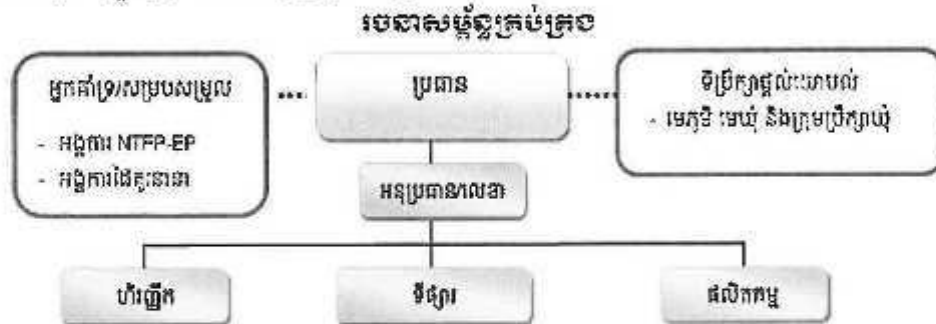 រចនាសម្ព័ន្ធគ្រប់គ្រង
អ្នកគាំទ្រ/សម្របសម្រួល
- អង្គការ NTFP-EP
- អង្គការដៃគូនានា
ប្រធាន
ទីប្រឹក្សាផ្តល់យោបល់
- មេភូមិ មេឃុំ និងក្រុមប្រឹក្សាឃុំ
អនុប្រធាន/លេខា
ហិរញ្ញឹក
ទីផ្សារ
ផលិតកម្ម